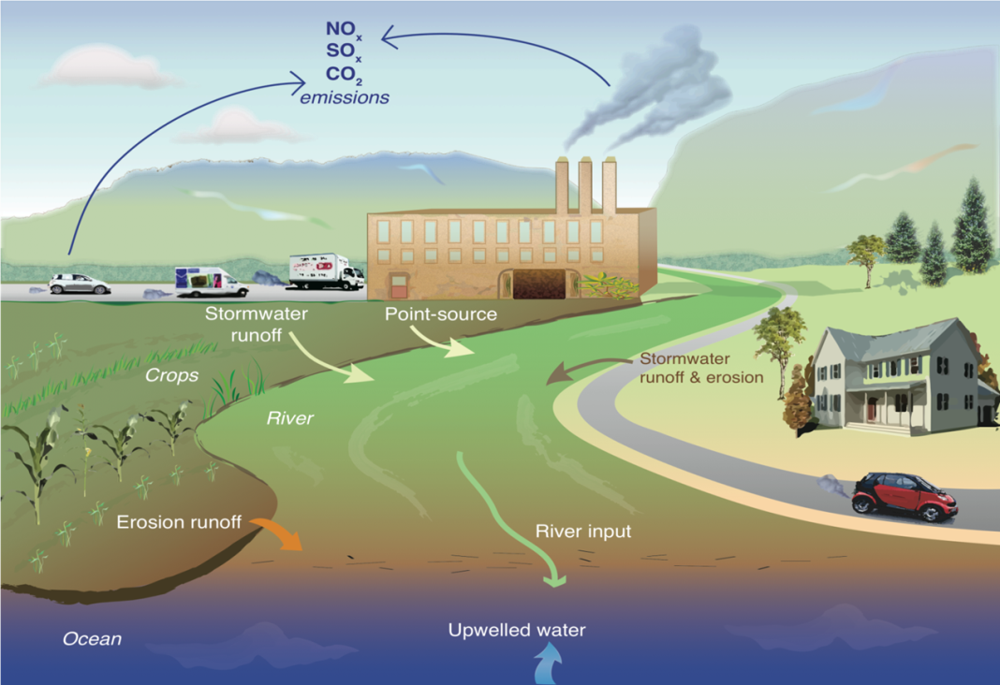 NOx
SOx
CO2
emissions
Stormwater
runoff
Point-source
Stormwater
runoff & erosion
Crops
River
Erosion runoff
River input
Upwelled water
Ocean